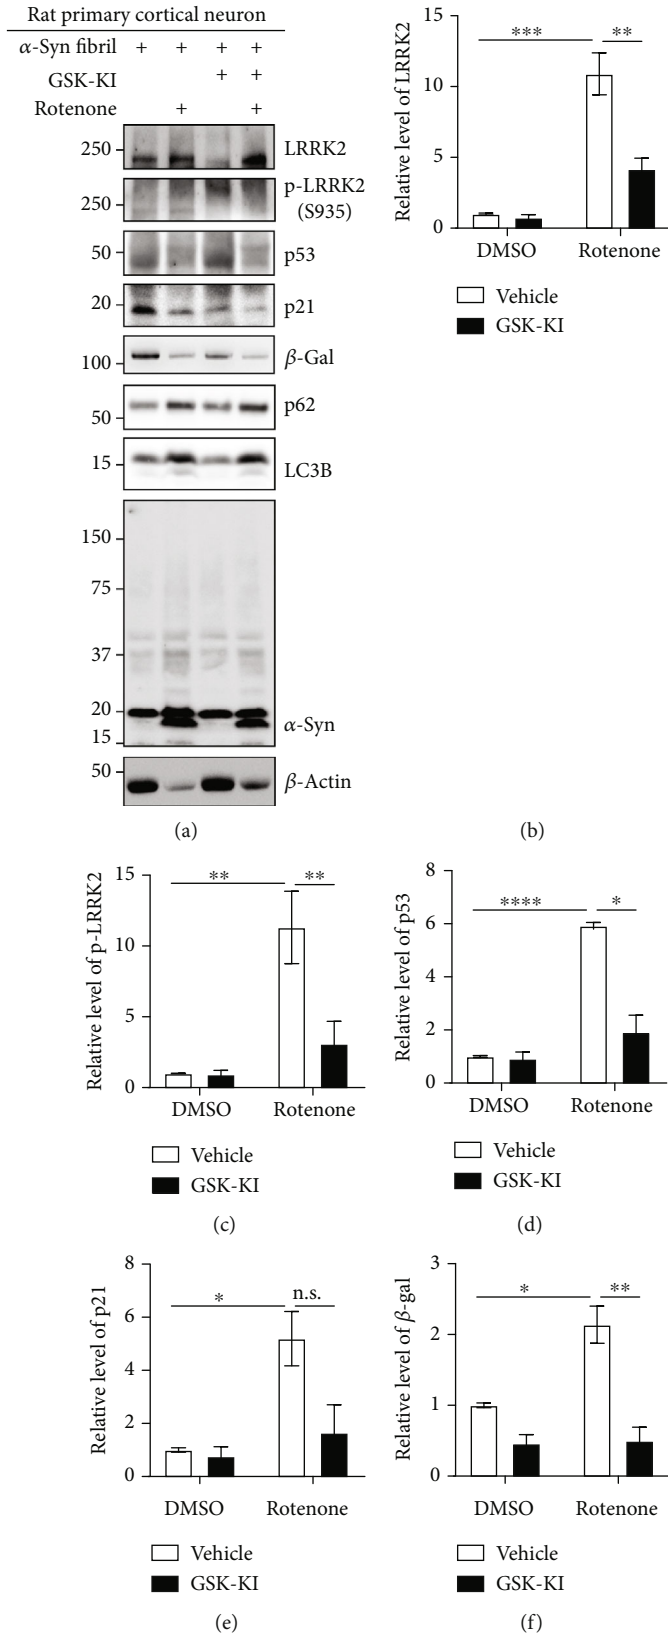 Rat primary cortical neuron
α-Syn fibril + + + +
GSK-KI + +
Rotenone + +
250 LRRK2
p-LRRK2
250 (S935)
50 p53
20 p21
100 β-Gal
50 p62
15 LC3B
150
75
37
20
α-Syn
15
50 β-Actin
(a)
Relative level of LRRK2
15
10
5
0
*** **
DMSO Rotenone
Vehicle
GSK-KI
(b)
Relative level of p-LRRK2
15
10
5
0
** **
DMSO Rotenone
Vehicle
GSK-KI
(c)
Relative level of p53
8
6
4
2
0
**** *
DMSO Rotenone
Vehicle
GSK-KI
(d)
Relative level of p21
8
6
4
2
0
* n.s.
DMSO Rotenone
Vehicle
GSK-KI
(e)
Relative level of β-gal
3
2
1
0
* **
DMSO Rotenone
Vehicle
GSK-KI
(f)